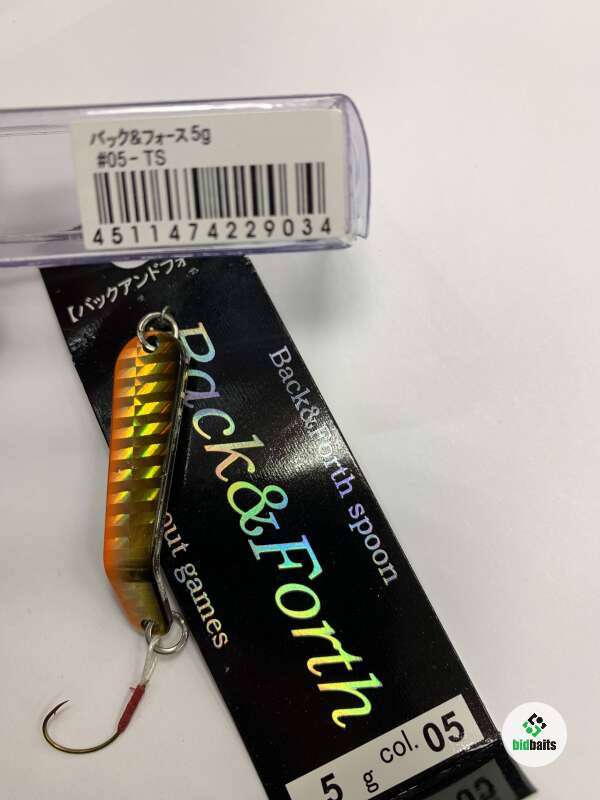 バック&フォース 5g
#05-TS
4511474229034
【バックアンドフォ
Back&Forth
Back&Forth spoon
out games
5 g col. 05
bidbaits